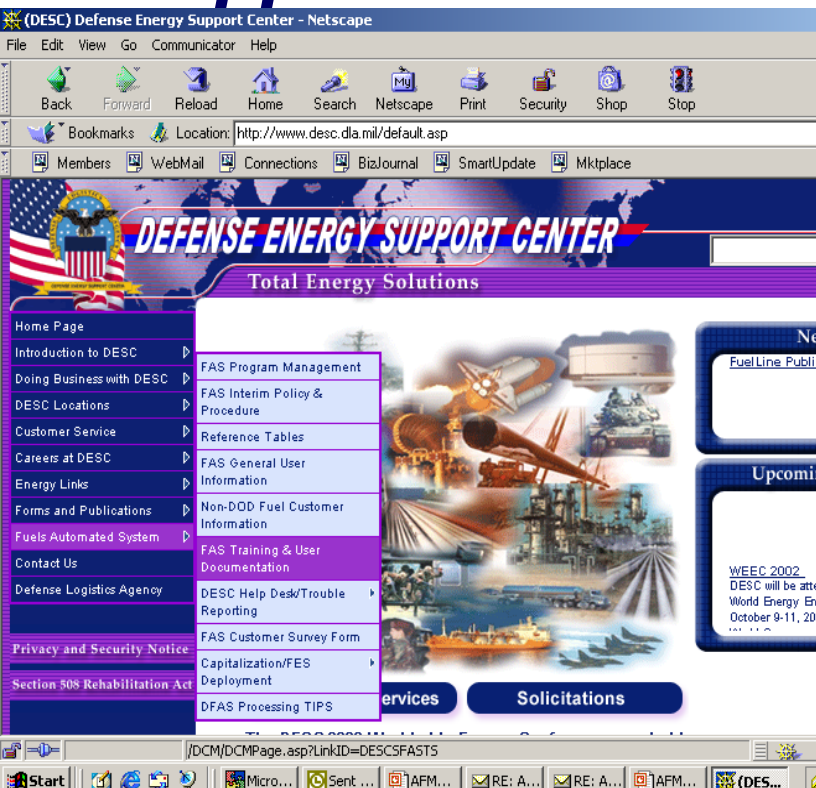 (DESC) Defense Energy Support Center - Netscape
File Edit View Go Communicator Help
Back Forward Reload Home Search Netscape Print Security Shop Stop
Bookmarks Location: http://www.desc.dla.mil/default.asp
Members WebMail Connections BizJournal SmartUpdate Mktplace
DEFENSE ENERGY SUPPORT CENTER
Total Energy Solutions
Home Page
Introduction to DESC
Doing Business with DESC
DESC Locations
Customer Service
Careers at DESC
Energy Links
Forms and Publications
Fuels Automated System
Contact Us
Defense Logistics Agency
Privacy and Security Notice
Section 508 Rehabilitation Act
FAS Program Management
FAS Interim Policy &
Procedure
Reference Tables
FAS General User
Information
Non-DOD Fuel Customer
Information
FAS Training & User
Documentation
DESC Help Desk/Trouble
Reporting
FAS Customer Survey Form
Capitalization/FES
Deployment
DFAS Processing TIPS
ervices
Solicitations
Ne
FuelLine Publi
Upcomi
WEEC 2002
DESC will be atte
World Energy En
October 9-11, 20
/DCM/DCMPage.asp?LinkID=DESCSFASTS
Start Micro... Sent ... AFM... RE: A... RE: A... AFM... (DES...